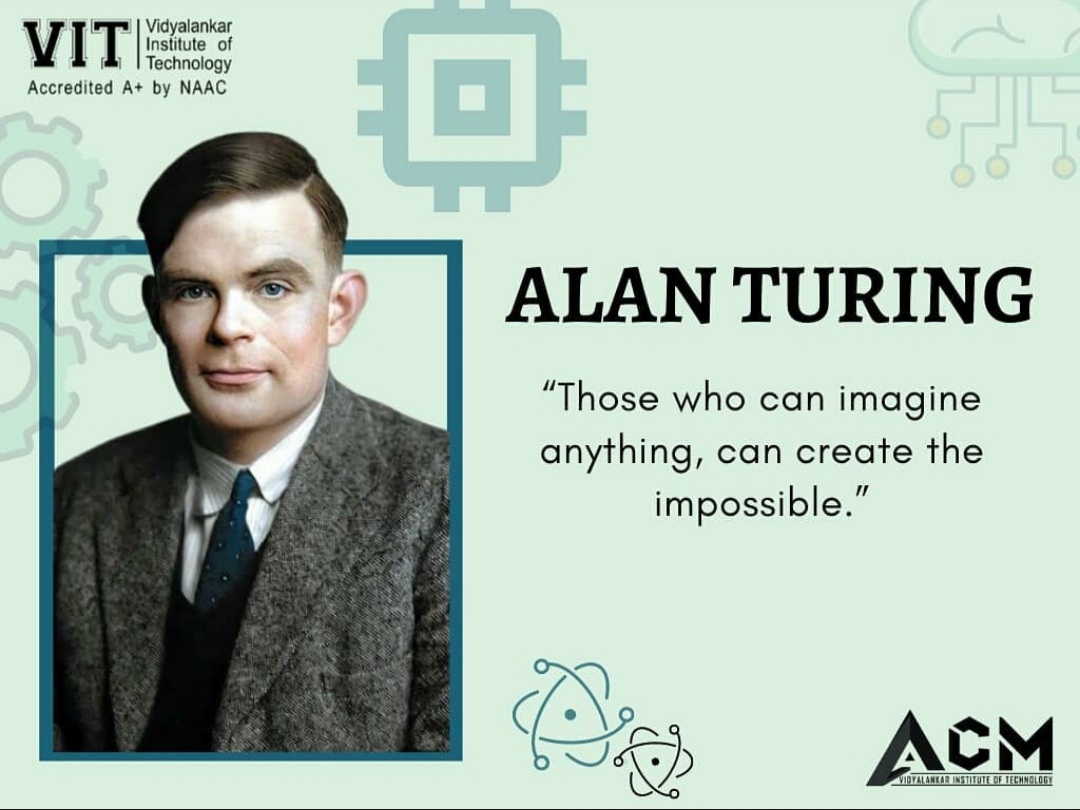 VIT
Vidyalankar
Institute of
Technology
Accredited A+ by NAAC
ALAN TURING
“Those who can imagine
anything, can create the
impossible.”
ACM
VIDYALANKAR INSTITUTE OF TECHNOLOGY